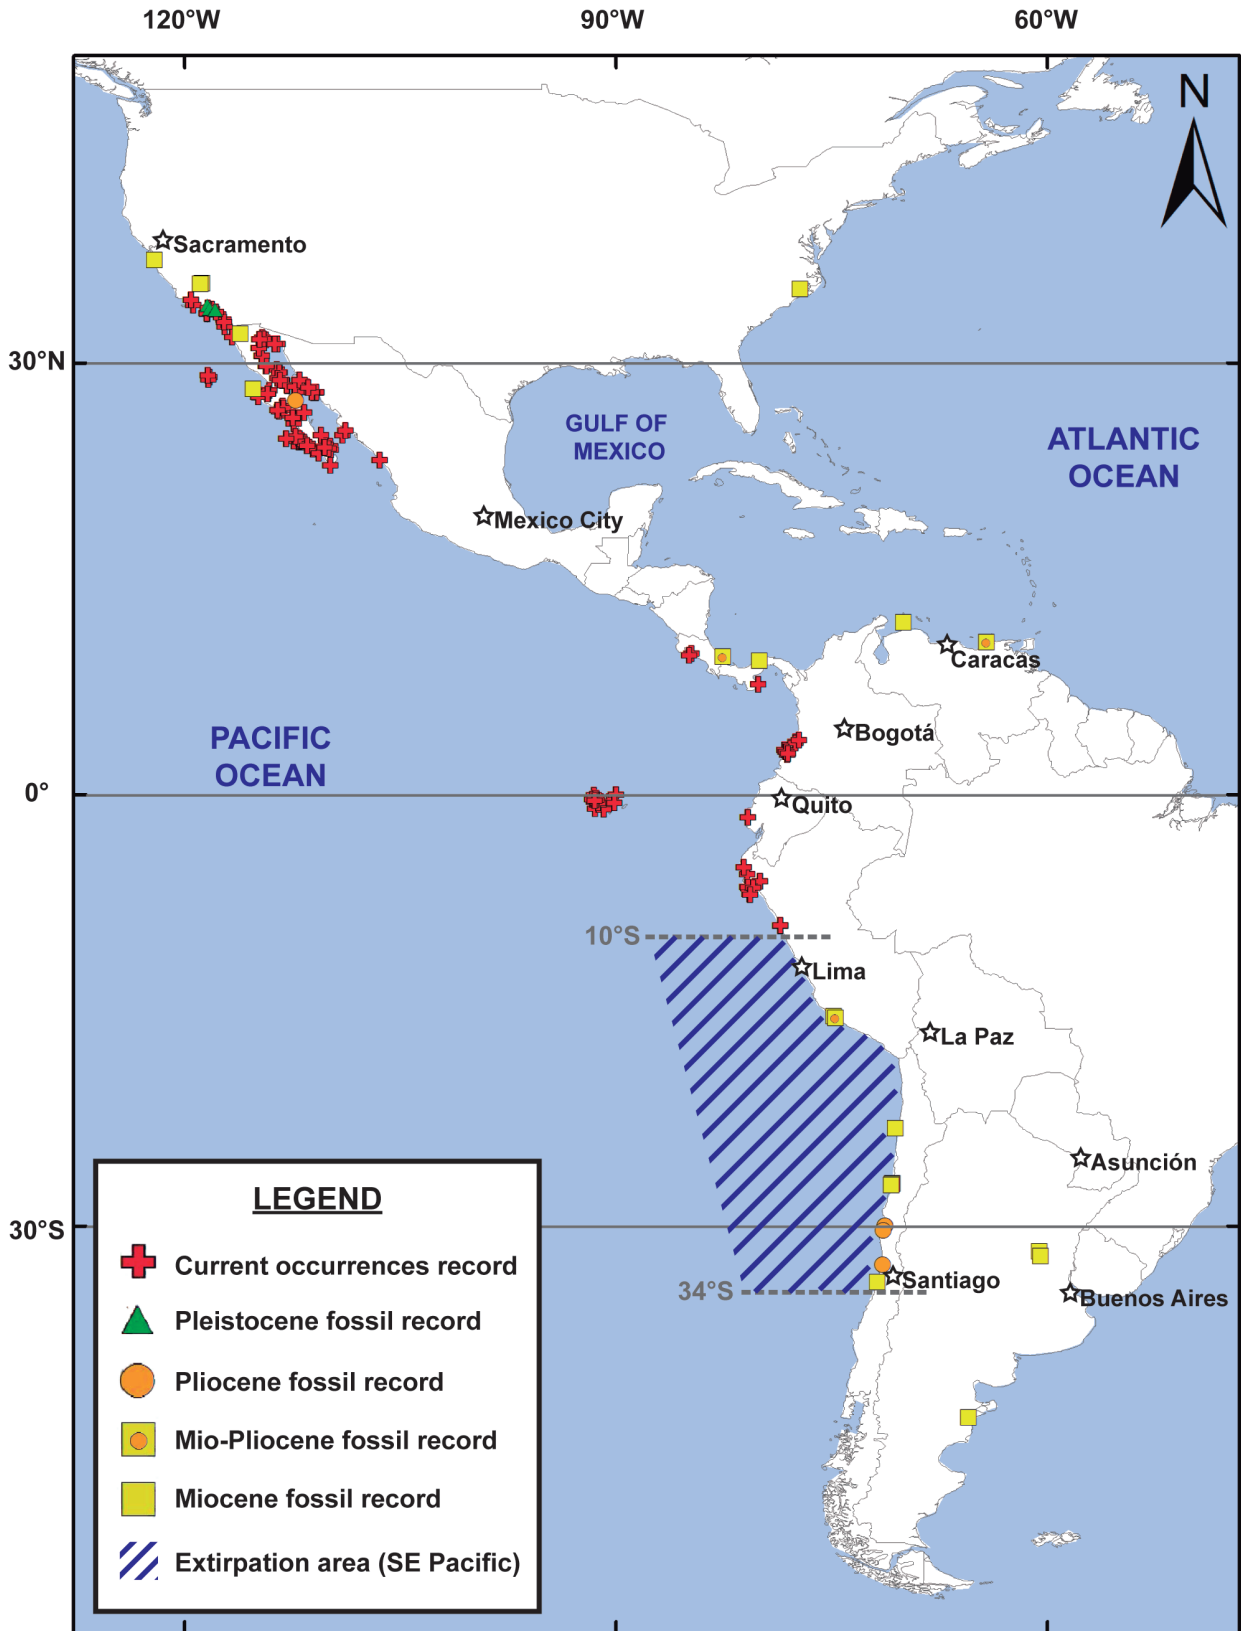 120°W
90°W
60°W
N
Sacramento
30°N
GULF OF
MEXICO
ATLANTIC
OCEAN
Mexico City
Caracas
PACIFIC
OCEAN
Bogotá
0°
Quito
10°S
Lima
La Paz
Asunción
30°S
34°S
Santiago
Buenos Aires
LEGEND
Current occurrences record
Pleistocene fossil record
Pliocene fossil record
Mio-Pliocene fossil record
Miocene fossil record
Extirpation area (SE Pacific)